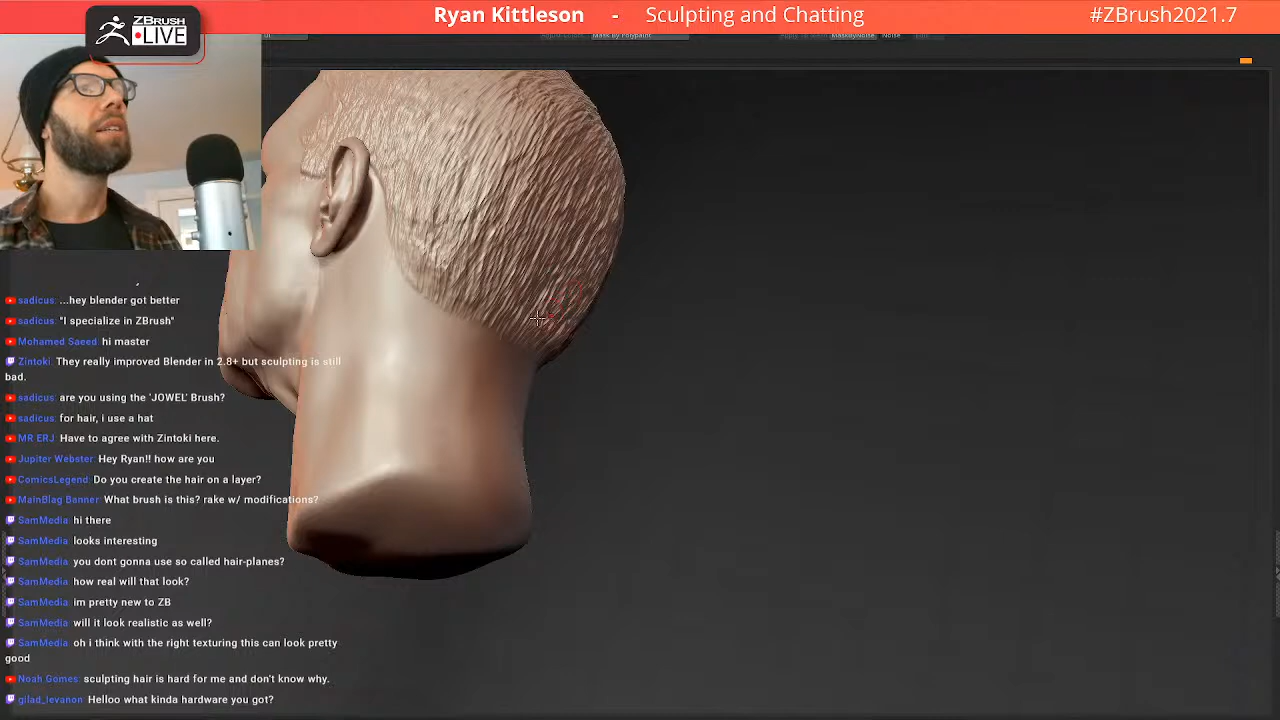 Ryan Kittleson - Sculpting and Chatting #ZBrush2021.7
ZBRUSH
LIVE
Mask By Polypaint
MaskByNoise Noise
sadicus: ...hey blender got better
sadicus: "I specialize in ZBrush"
Mohamed Saeed: hi master
Zintoki: They really improved Blender in 2.8+ but sculpting is still
bad.
sadicus: are you using the 'JOWEL' Brush?
sadicus: for hair, i use a hat
MR ERJ: Have to agree with Zintoki here.
Jupiter Webster: Hey Ryan!! how are you
ComicsLegend: Do you create the hair on a layer?
MainBlag Banner: What brush is this? rake w/ modifications?
SamMedia: hi there
SamMedia: looks interesting
SamMedia: you dont gonna use so called hair-planes?
SamMedia: how real will that look?
SamMedia: im pretty new to ZB
SamMedia: will it look realistic as well?
SamMedia: oh i think with the right texturing this can look pretty
good
Noah Gomes: sculpting hair is hard for me and don't know why.
gilad_levanon: Helloo what kinda hardware you got?